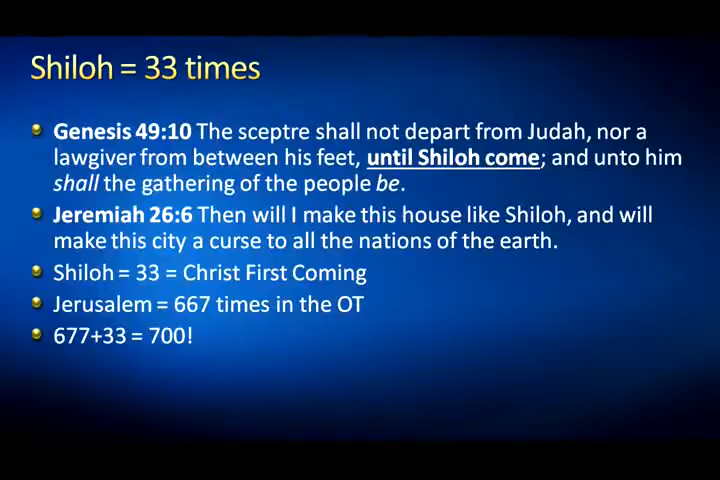 Shiloh = 33 times
Genesis 49:10 The sceptre shall not depart from Judah, nor a
lawgiver from between his feet, until Shiloh come; and unto him
shall the gathering of the people be.
Jeremiah 26:6 Then will I make this house like Shiloh, and will
make this city a curse to all the nations of the earth.
Shiloh = 33 = Christ First Coming
Jerusalem = 667 times in the OT
677+33 = 700!